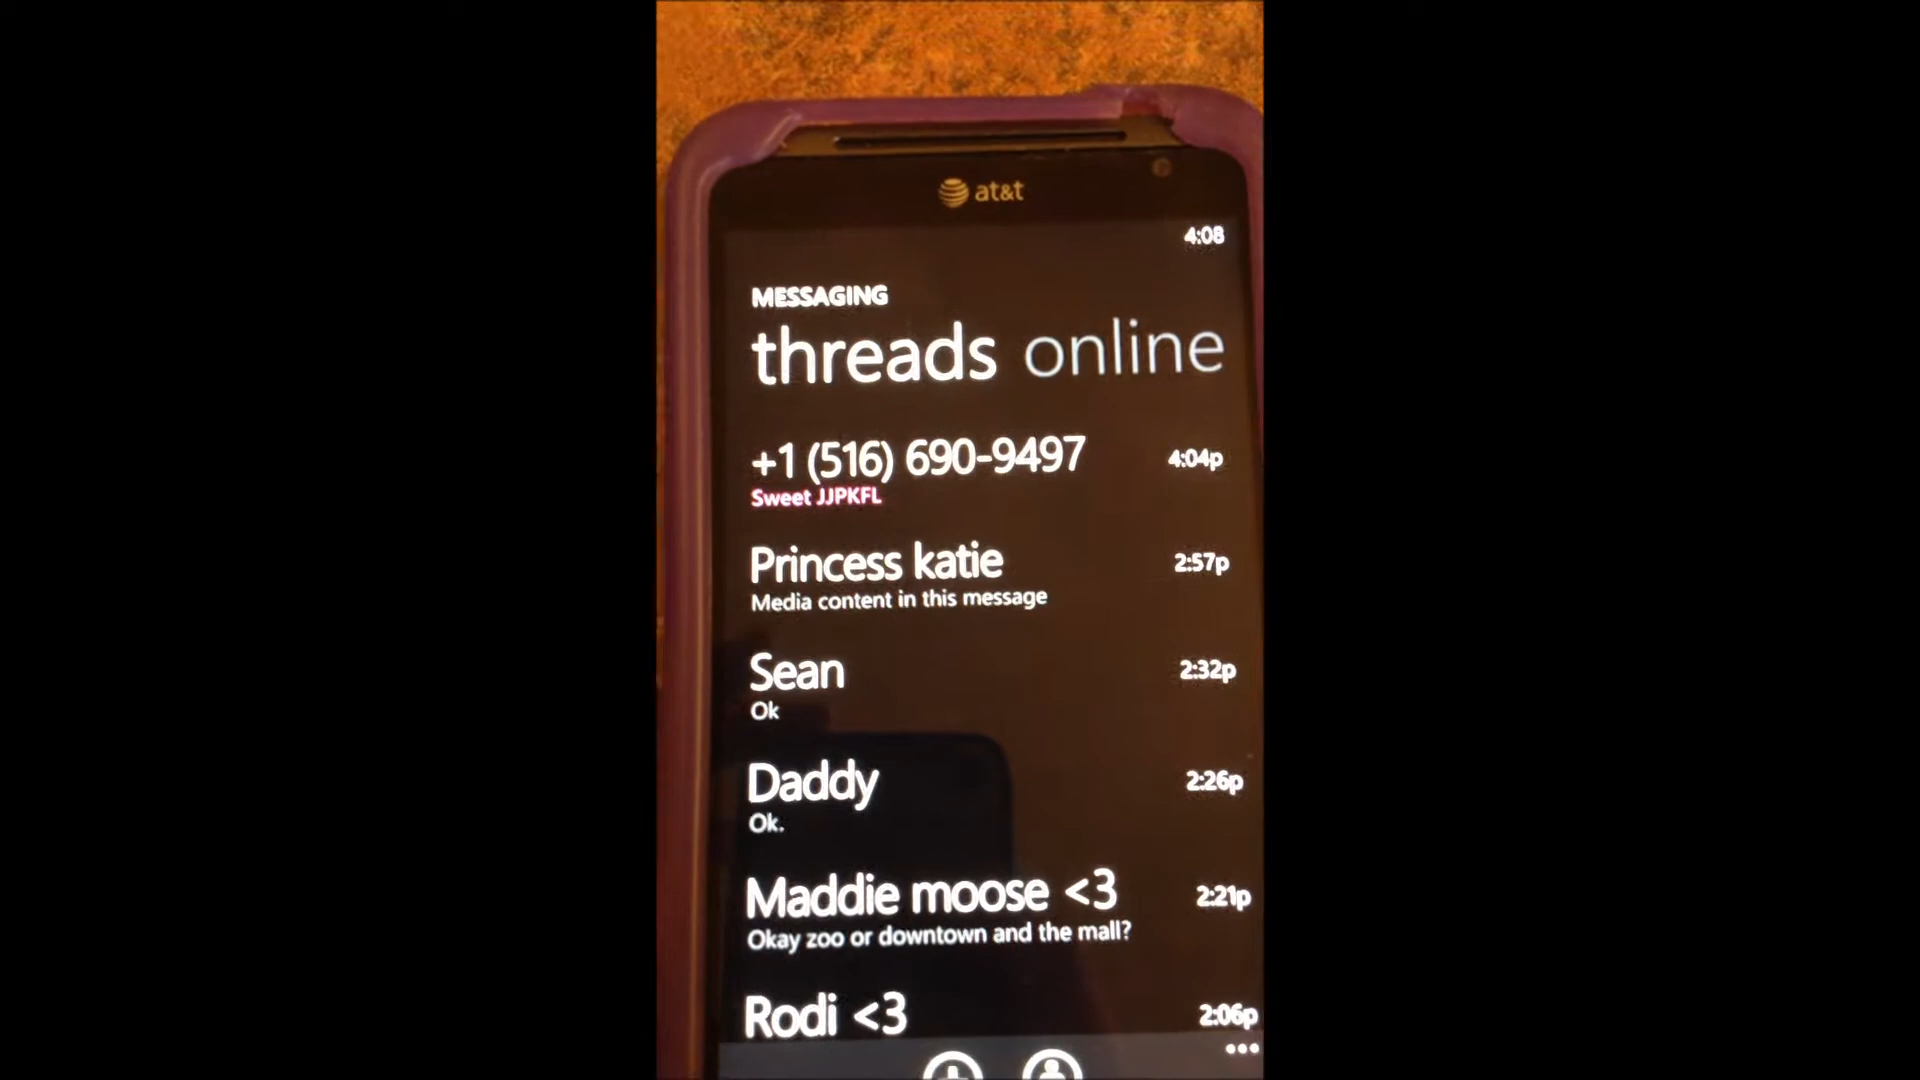 at&t
4:08
MESSAGING
threads online
+1 (516) 690-9497 4:04p
Sweet JJPKFL
Princess katie 2:57p
Media content in this message
Sean 2:32p
Ok
Daddy 2:26p
Ok.
Maddie moose <3 2:21p
Okay zoo or downtown and the mall?
Rodi <3 2:06p